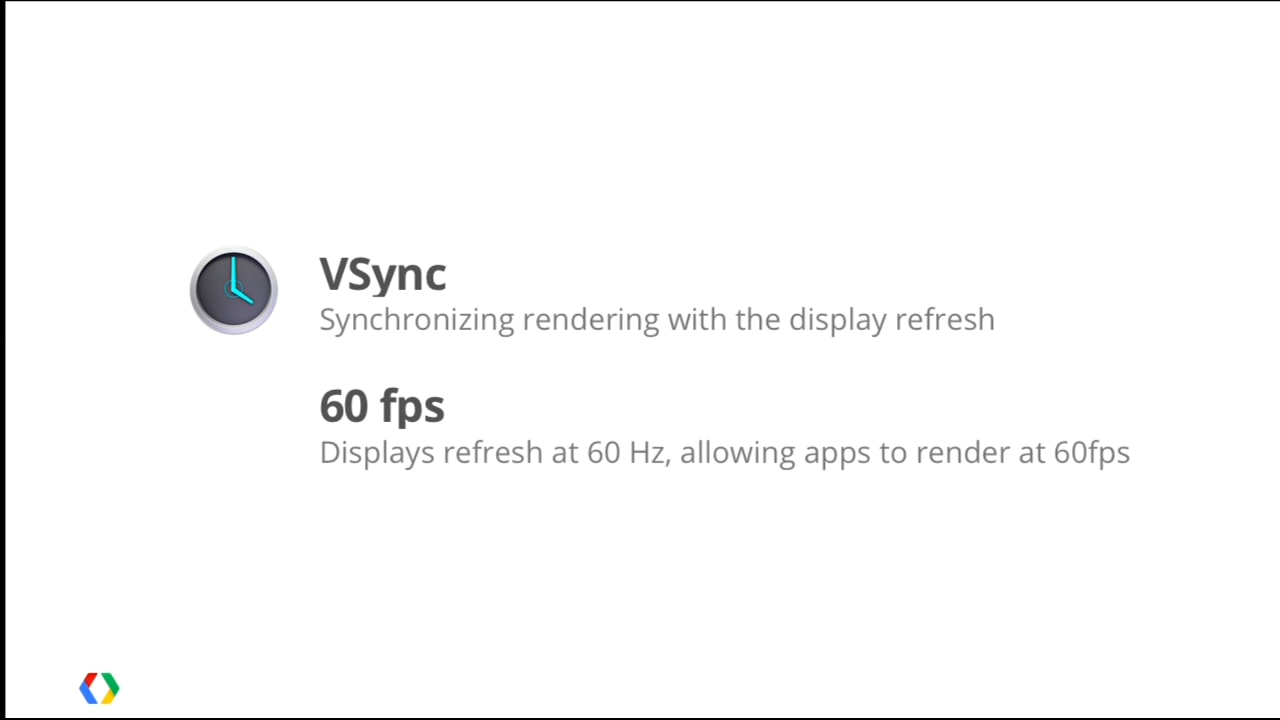 VSync
Synchronizing rendering with the display refresh
60 fps
Displays refresh at 60 Hz, allowing apps to render at 60fps